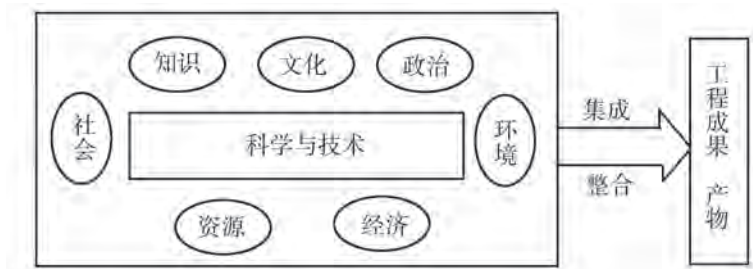 知识
文化
政治
社会
科学与技术
环境
资源
经济
集成
整合
工程成果 产物